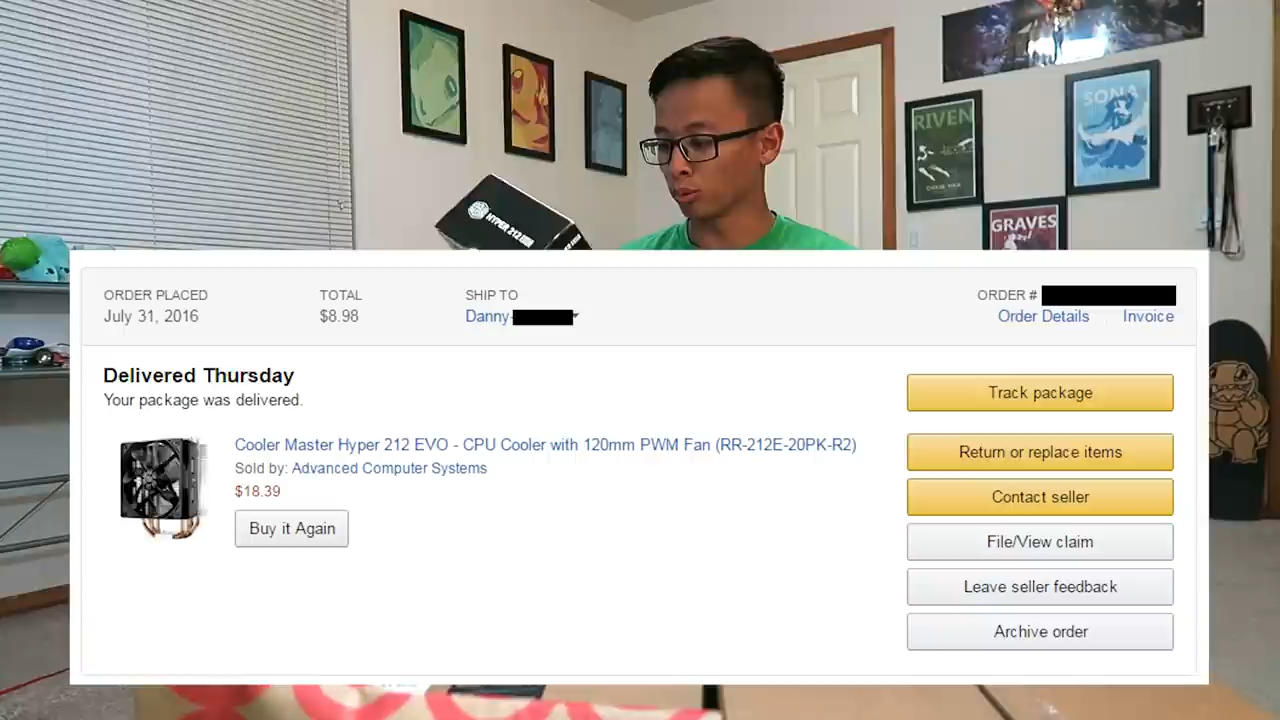 RIVEN
SONA
GRAVES
HYPER 212 EVO
ORDER PLACED
July 31, 2016
TOTAL
$8.98
SHIP TO
Danny
ORDER #
Order Details
Invoice
Delivered Thursday
Your package was delivered.
Cooler Master Hyper 212 EVO - CPU Cooler with 120mm PWM Fan (RR-212E-20PK-R2)
Sold by: Advanced Computer Systems
$18.39
Buy it Again
Track package
Return or replace items
Contact seller
File/View claim
Leave seller feedback
Archive order